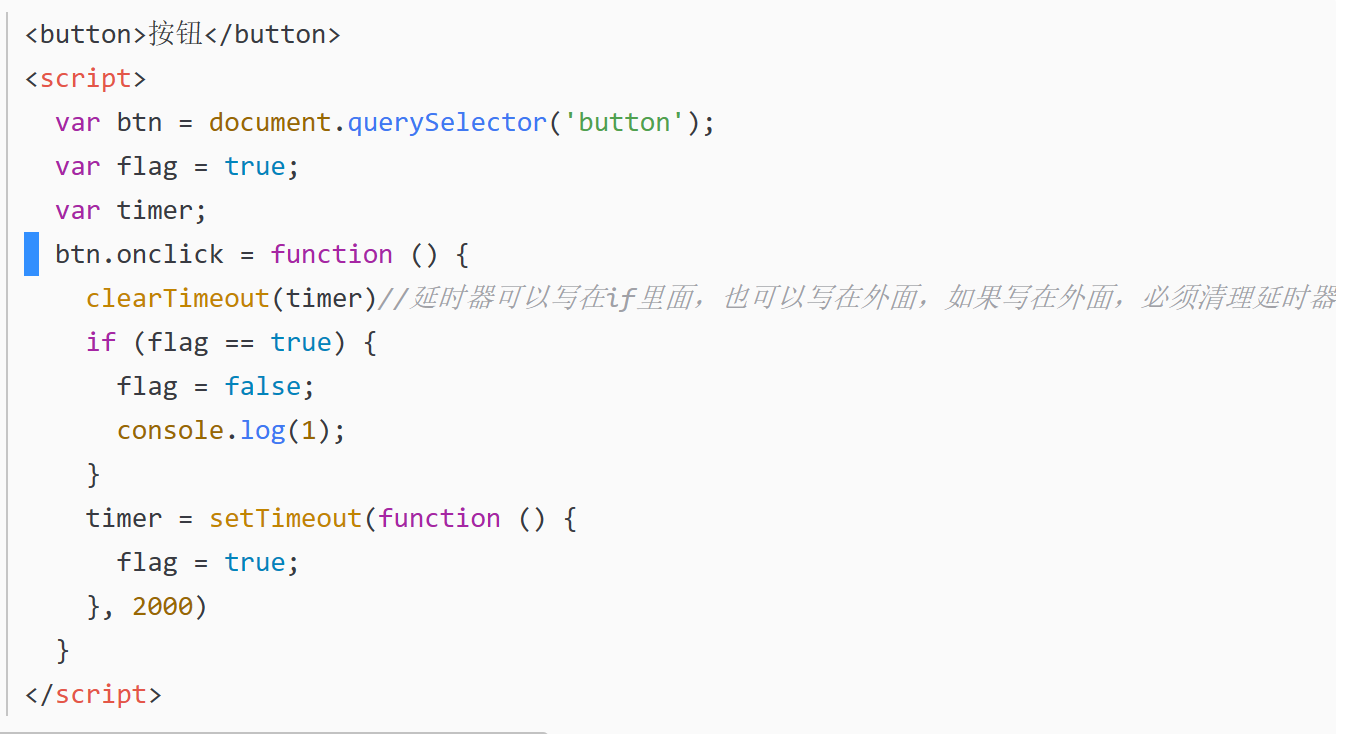 <button>按钮</button>
<script>
  var btn = document.querySelector('button');
  var flag = true;
  var timer;
  btn.onclick = function () {
    clearTimeout(timer)//延时器可以写在if里面，也可以写在外面，如果写在外面，必须清理延时器
    if (flag == true) {
      flag = false;
      console.log(1);
    }
    timer = setTimeout(function () {
      flag = true;
    }, 2000)
  }
</script>